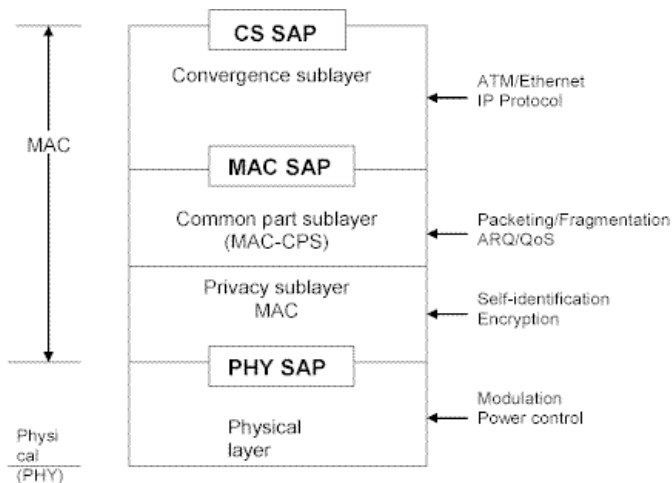 CS SAP
Convergence sublayer
ATM/Ethernet
IP Protocol
MAC
MAC SAP
Common part sublayer
(MAC-CPS)
Packeting/Fragmentation
ARQ/QoS
Privacy sublayer
MAC
Self-identification
Encryption
PHY SAP
Modulation
Power control
Physical
layer
Physi
cal
(PHY)